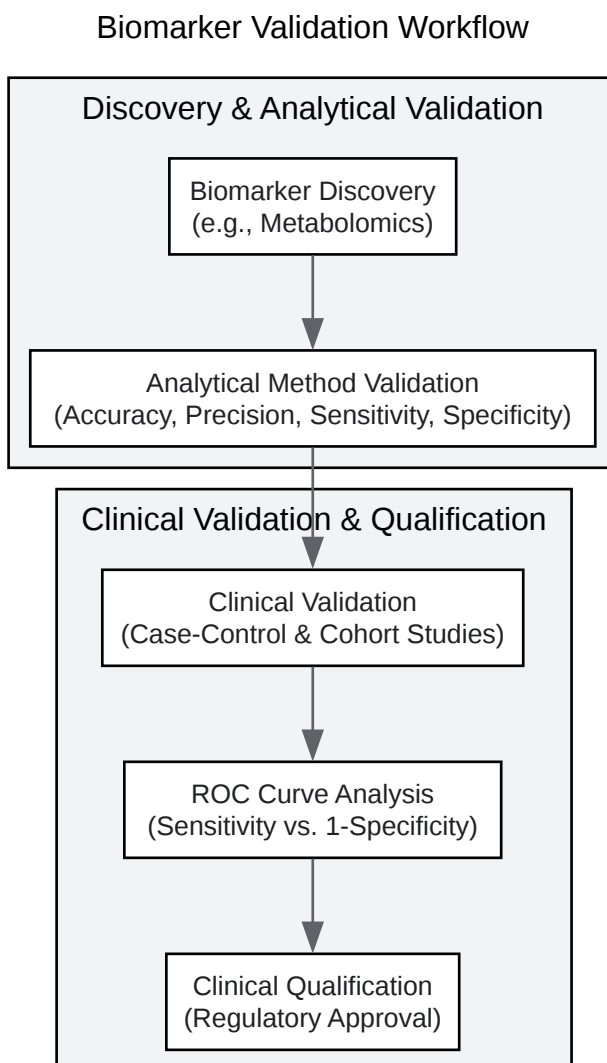 Biomarker Validation Workflow
Discovery & Analytical Validation
Biomarker Discovery
(e.g., Metabolomics)
Analytical Method Validation
(Accuracy, Precision, Sensitivity, Specificity)
Clinical Validation & Qualification
Clinical Validation
(Case-Control & Cohort Studies)
ROC Curve Analysis
(Sensitivity vs. 1-Specificity)
Clinical Qualification
(Regulatory Approval)